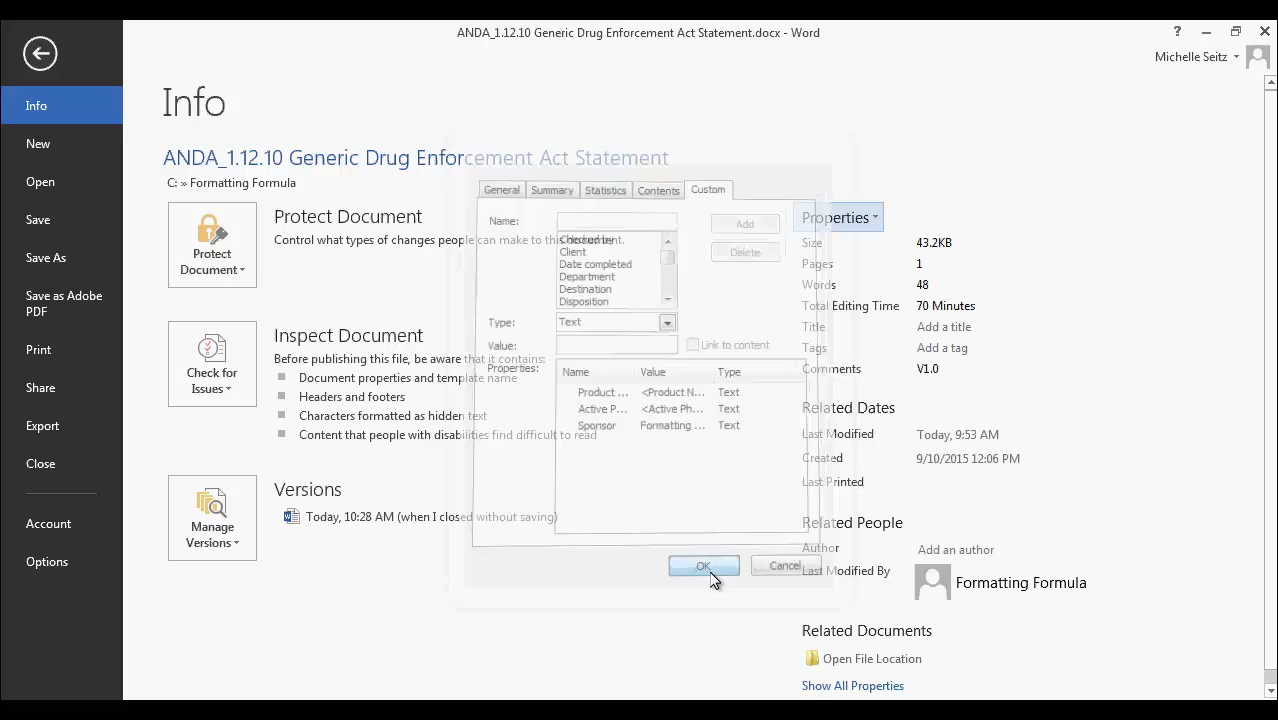 ANDA_1.12.10 Generic Drug Enforcement Act Statement.docx - Word
?
Michelle Seitz
Info
New
Open
Save
Save As
Save as Adobe
PDF
Print
Share
Export
Close
Account
Options
Info
ANDA_1.12.10 Generic Drug Enforcement Act Statement
C: » Formatting Formula
Protect
Document
Protect Document
Control what types of changes people can make to this document.
Check for
Issues
Inspect Document
Before publishing this file, be aware that it contains:
Document properties and template name
Headers and footers
Characters formatted as hidden text
Content that people with disabilities find difficult to read
Manage
Versions
Versions
Today, 10:28 AM (when I closed without saving)
General Summary Statistics Contents Custom
Name:
Add
Checked by
Client
Delete
Date completed
Department
Destination
Disposition
Type: Text
Value:
Link to content
Properties:
Name Value Type
Product ... <Product N... Text
Active P... <Active Ph... Text
Sponsor Formatting ... Text
OK Cancel
Properties
Size 43.2KB
Pages 1
Words 48
Total Editing Time 70 Minutes
Title Add a title
Tags Add a tag
Comments V1.0
Related Dates
Last Modified Today, 9:53 AM
Created 9/10/2015 12:06 PM
Last Printed
Related People
Author Add an author
Last Modified By Formatting Formula
Related Documents
Open File Location
Show All Properties